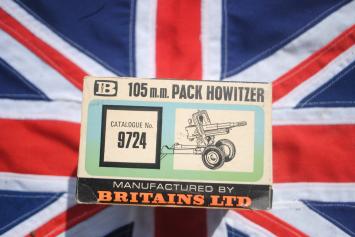 B 105 m.m. PACK HOWITZER
CATALOGUE No.
9724
MANUFACTURED BY
BRITAINS LTD